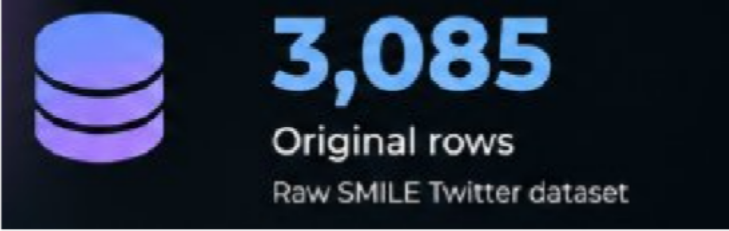 3,085
Original rows
Raw SMILE Twitter dataset